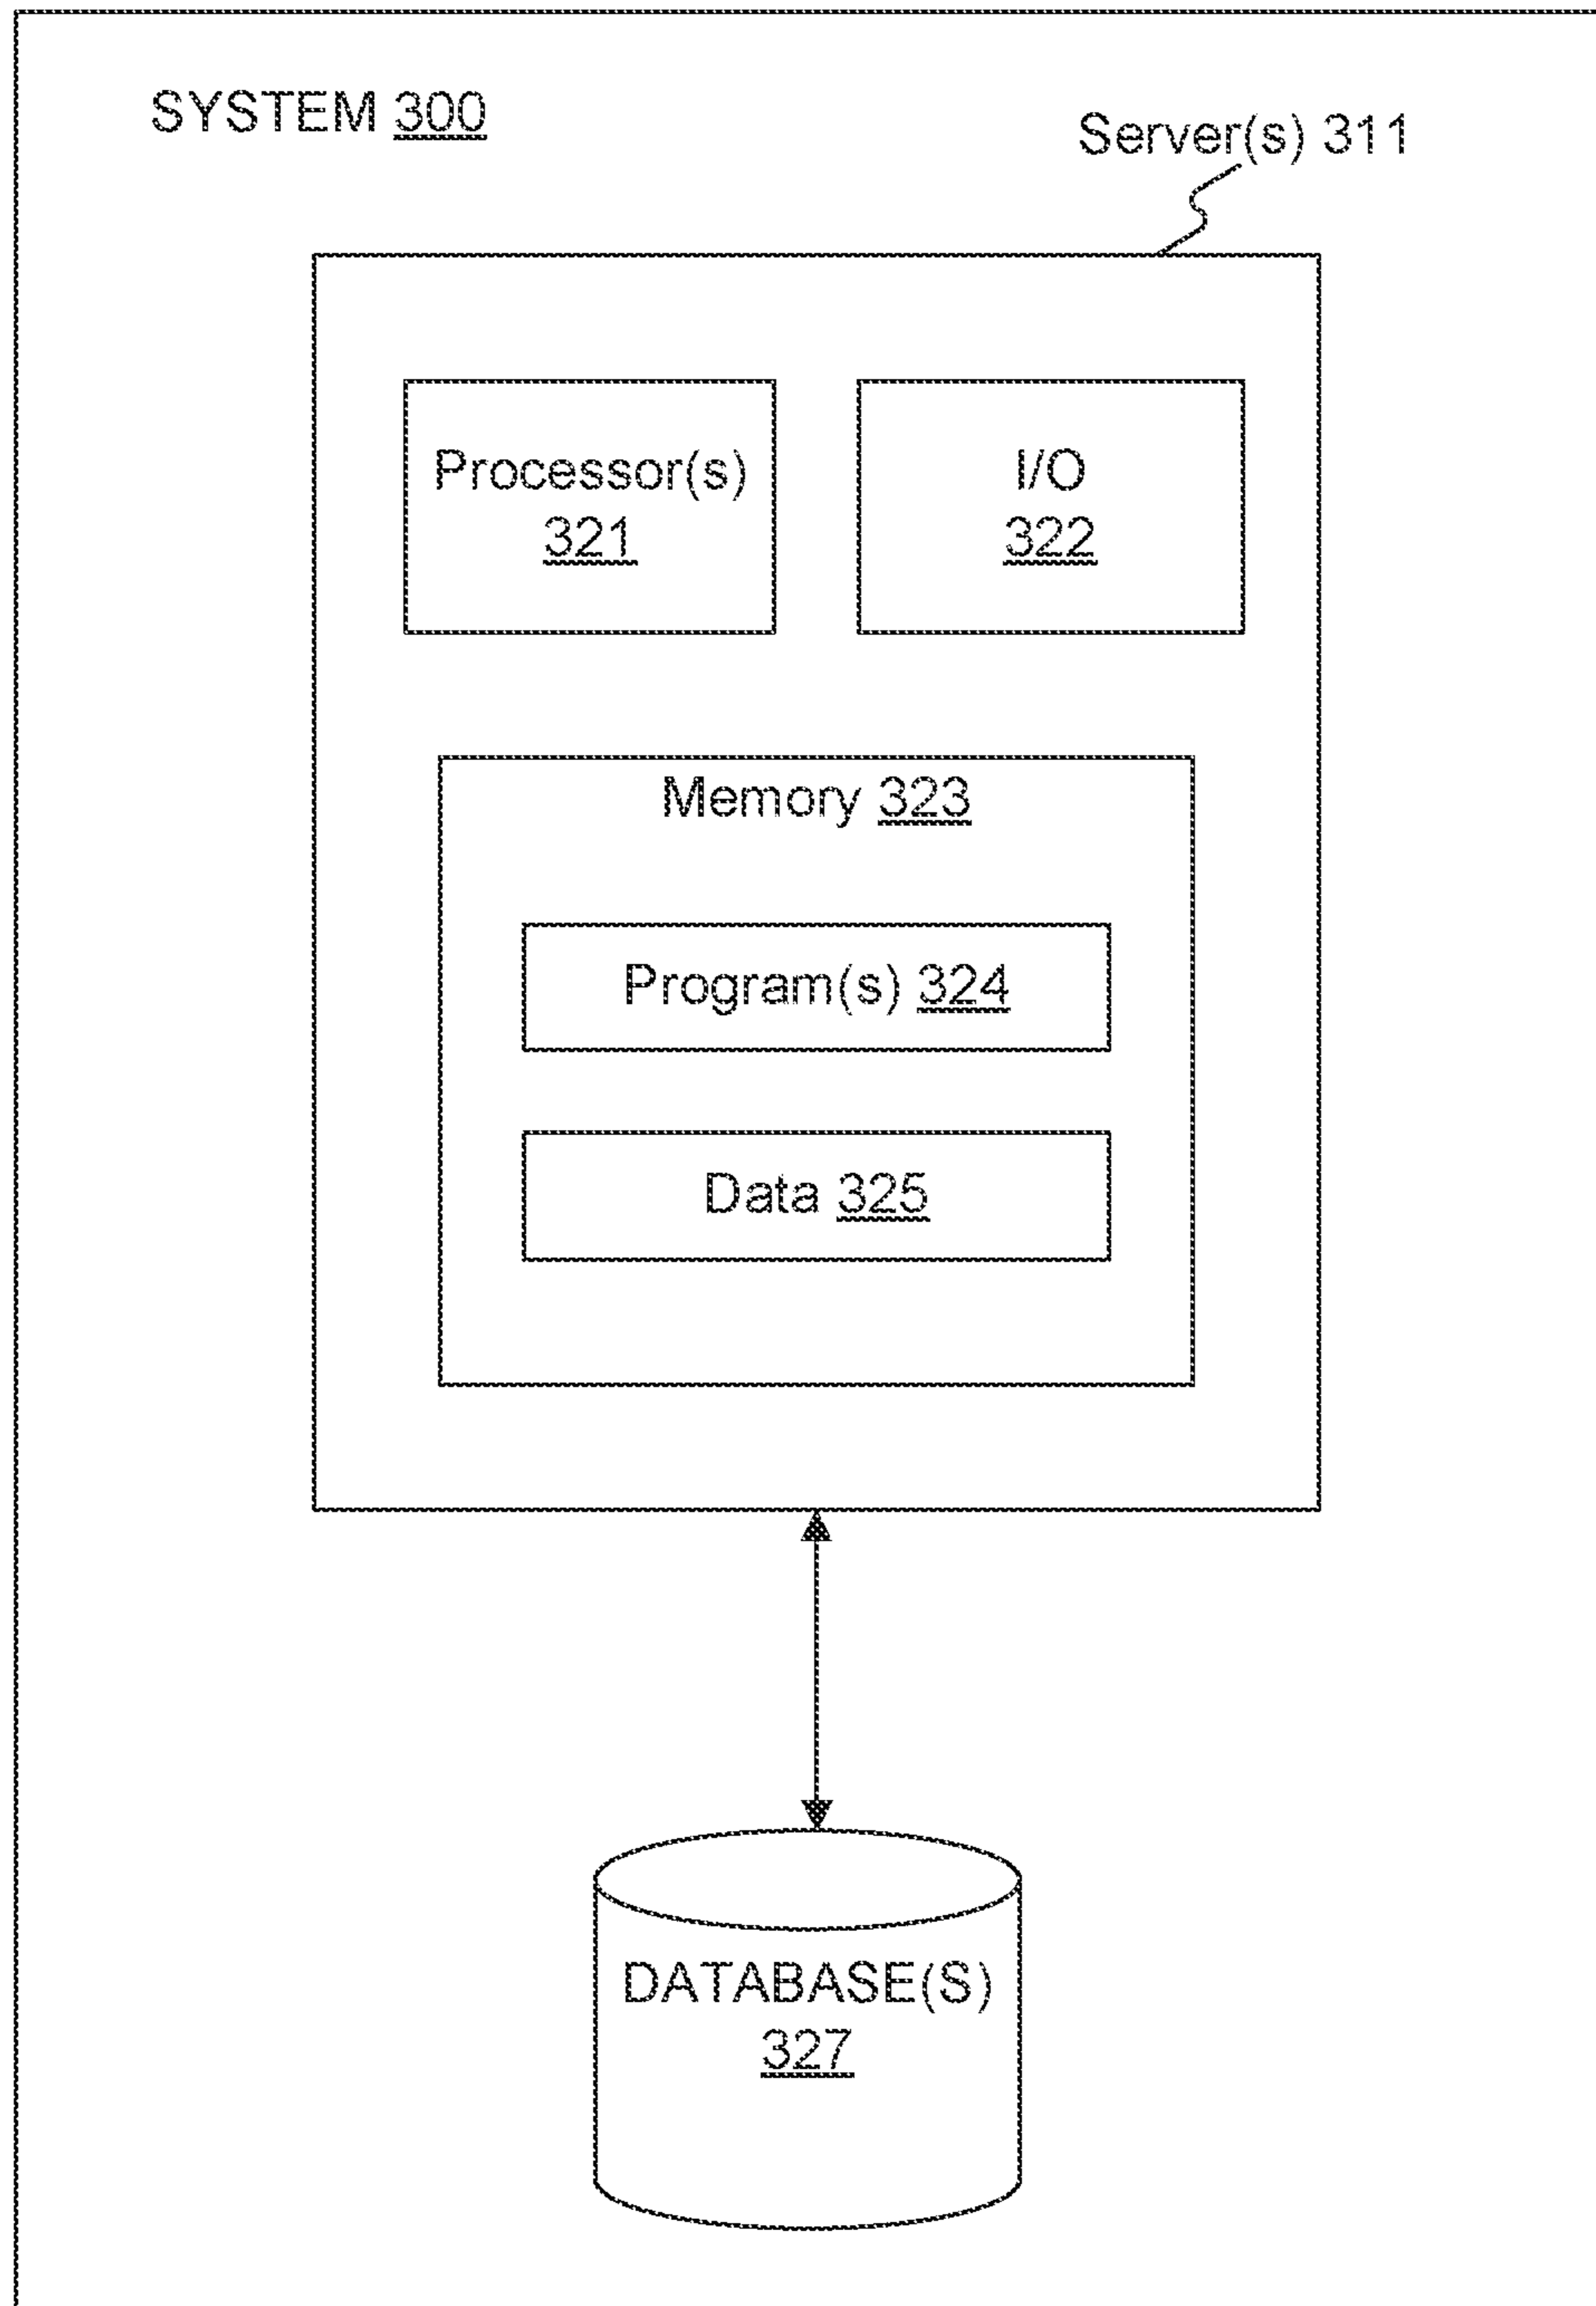 SYSTEM 300
Server(s) 311
Processor(s)
321
I/O
322
Memory 323
Program(s) 324
Data 325
DATABASE(S)
327